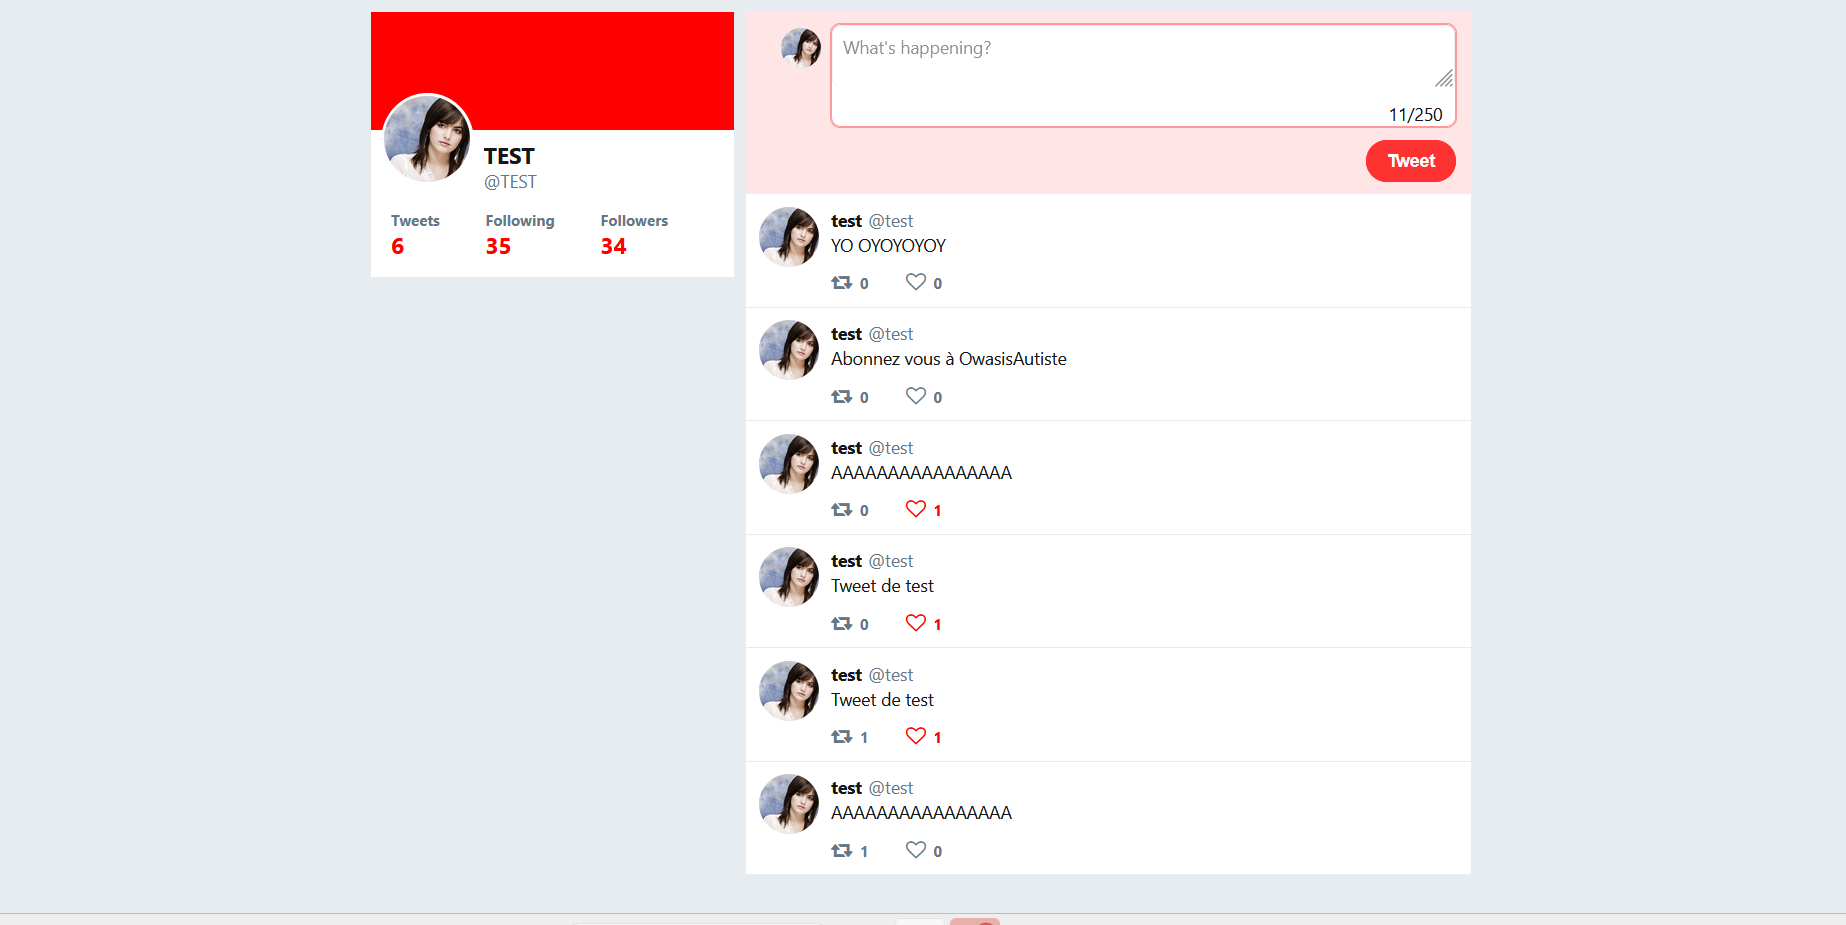 TEST
@TEST
Tweets Following Followers
6 35 34
What's happening?
11/250
Tweet
test @test
YO OYOYOYOY
0 0
test @test
Abonnez vous à OwasisAutiste
0 0
test @test
AAAAAAAAAAAAAAAA
0 1
test @test
Tweet de test
0 1
test @test
Tweet de test
1 1
test @test
AAAAAAAAAAAAAAAA
1 0